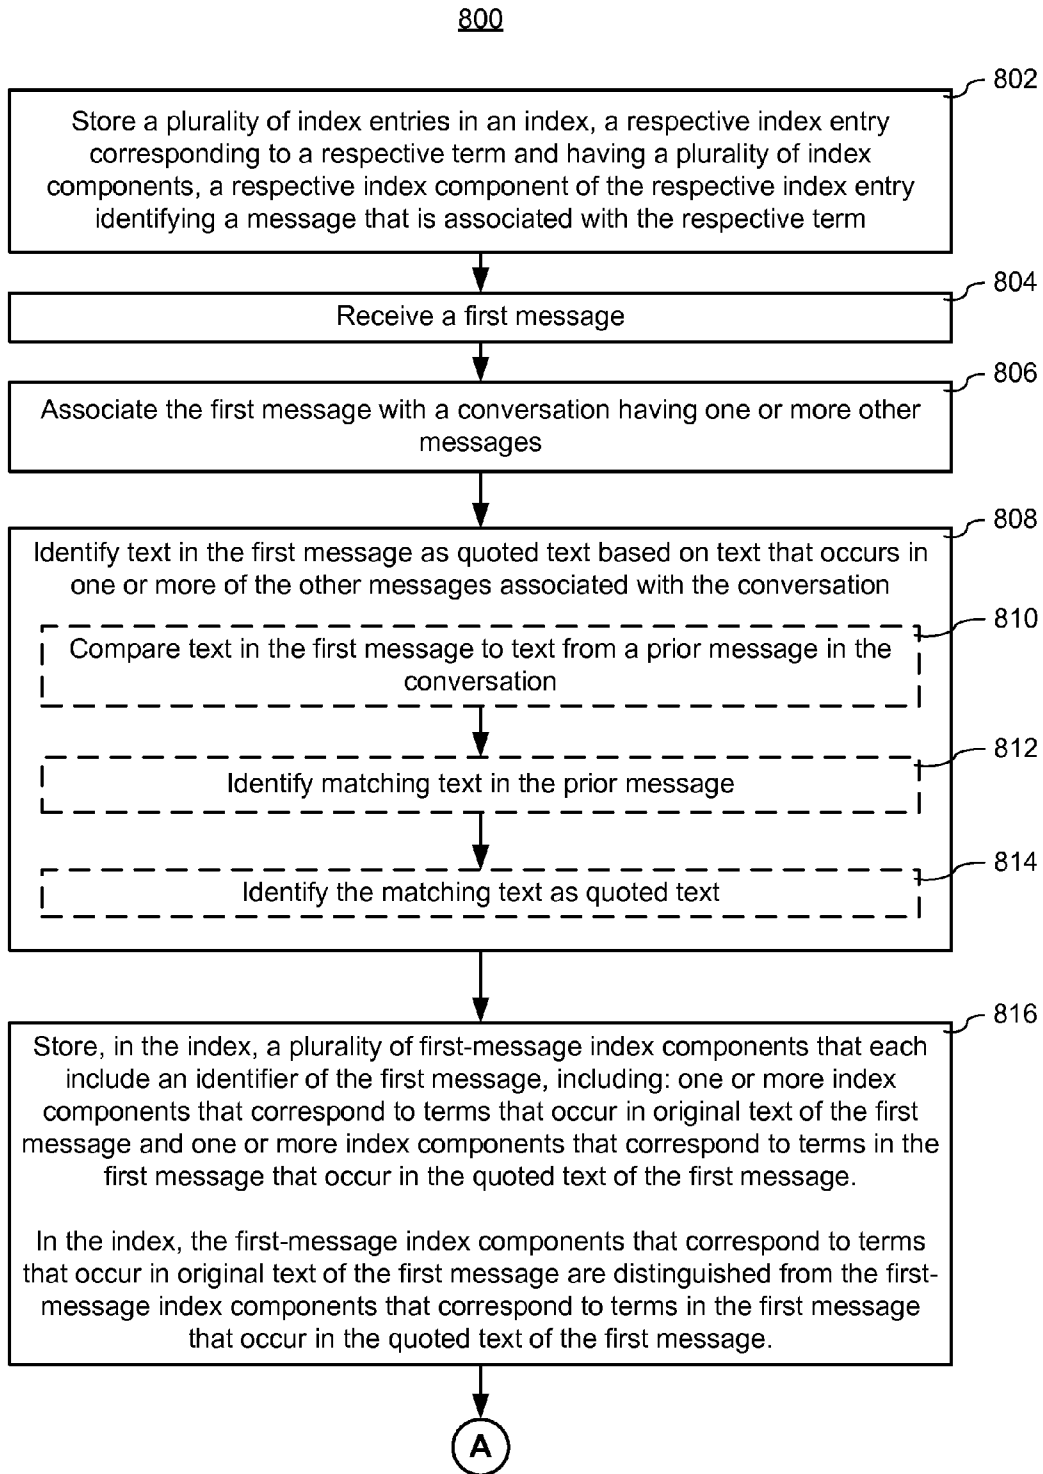 800
802
Store a plurality of index entries in an index, a respective index entry
corresponding to a respective term and having a plurality of index
components, a respective index component of the respective index entry
identifying a message that is associated with the respective term
804
Receive a first message
806
Associate the first message with a conversation having one or more other
messages
808
Identify text in the first message as quoted text based on text that occurs in
one or more of the other messages associated with the conversation
810
Compare text in the first message to text from a prior message in the
conversation
812
Identify matching text in the prior message
814
Identify the matching text as quoted text
816
Store, in the index, a plurality of first-message index components that each
include an identifier of the first message, including: one or more index
components that correspond to terms that occur in original text of the first
message and one or more index components that correspond to terms in the
first message that occur in the quoted text of the first message.
In the index, the first-message index components that correspond to terms
that occur in original text of the first message are distinguished from the first-
message index components that correspond to terms in the first message
that occur in the quoted text of the first message.
A